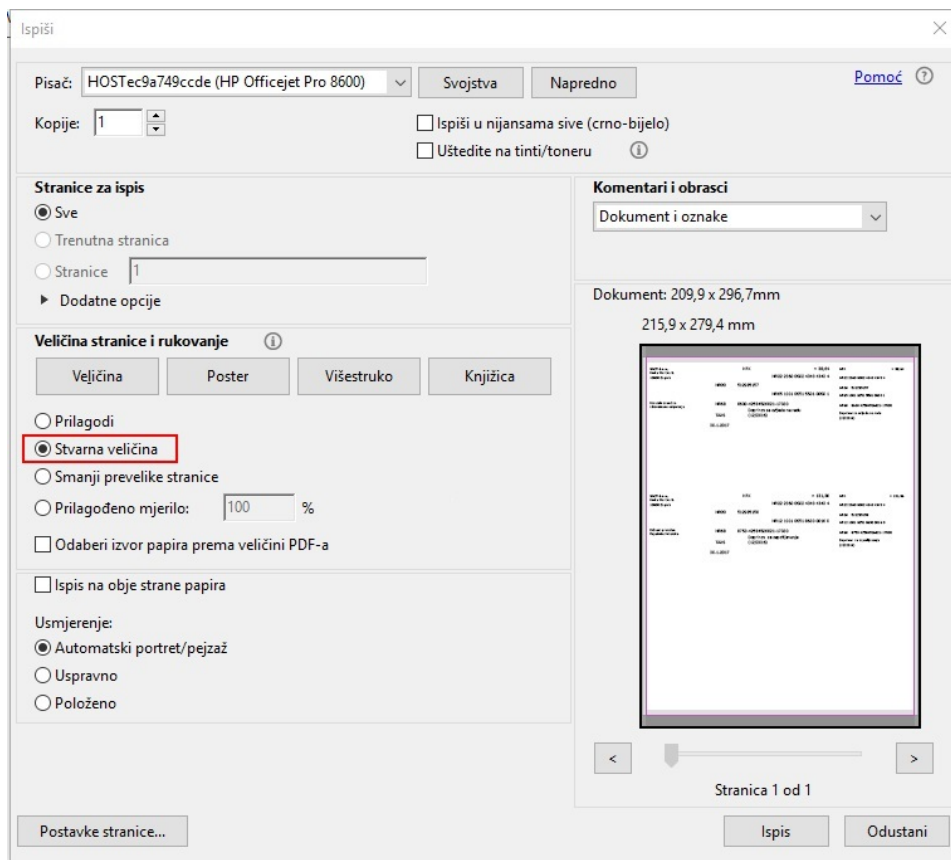 Ispiši
Pisač: HOSTec9a749ccde (HP Officejet Pro 8600) Svojstva Napredno Pomoć ?
Kopije: 1 Ispiši u nijansama sive (crno-bijelo)
Uštedite na tinti/toneru
Stranice za ispis
Sve
Trenutna stranica
Stranice 1
Dodatne opcije
Komentari i obrasci
Dokument i oznake
Veličina stranice i rukovanje
Veličina Poster Višestruko Knjižica
Prilagodi
Stvarna veličina
Smanji prevelike stranice
Prilagođeno mjerilo: 100 %
Odaberi izvor papira prema veličini PDF-a
Ispis na obje strane papira
Usmjerenje:
Automatski portret/pejzaž
Uspravno
Položeno
Dokument: 209,9 x 296,7mm
215,9 x 279,4 mm
< >
Stranica 1 od 1
Postavke stranice... Ispis Odustani